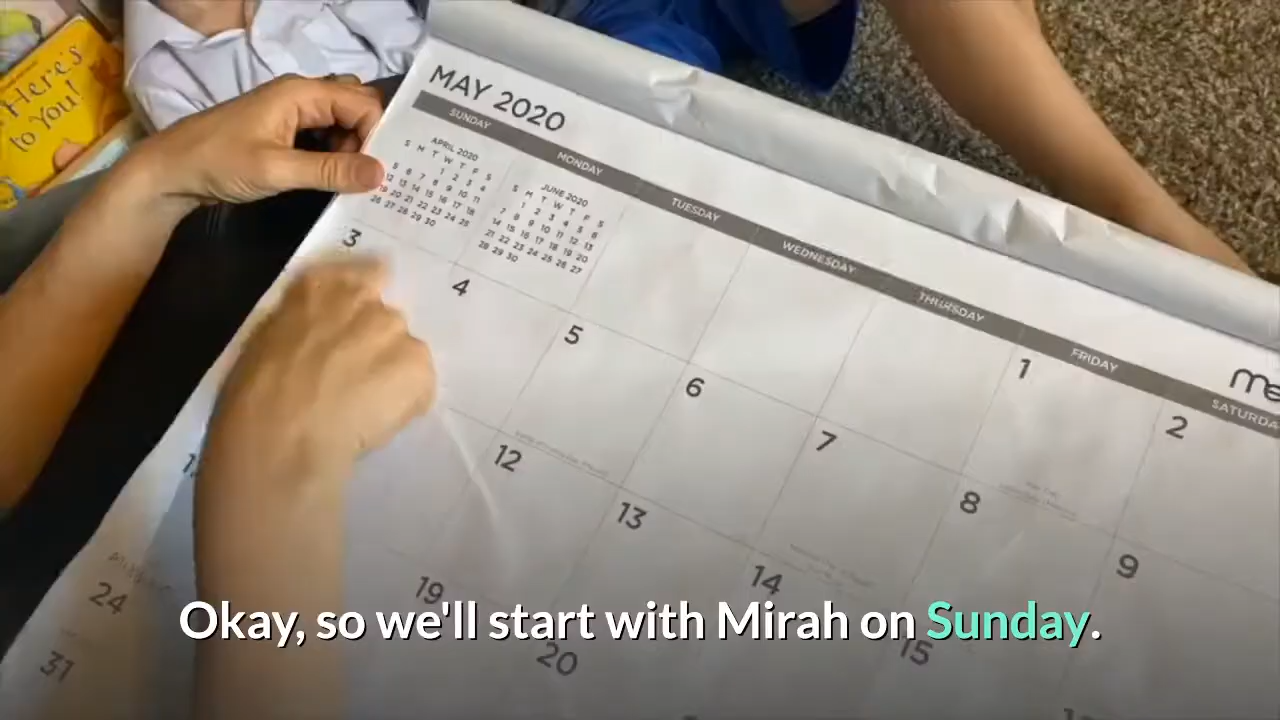 Here's
to You!
MAY 2020
SUNDAY MONDAY TUESDAY WEDNESDAY THURSDAY FRIDAY SATURDA
APRIL 2020
S M T W T F S
1 2 3 4
5 6 7 8 9 10 11
12 13 14 15 16 17 18
19 20 21 22 23 24 25
26 27 28 29 30
JUNE 2020
S M T W T F S
1 2 3 4 5 6
7 8 9 10 11 12 13
14 15 16 17 18 19 20
21 22 23 24 25 26 27
28 29 30
me
1 2
3 4 5 6 7 8 9
12 13 14 15
19 20
24
31
Okay, so we'll start with Mirah on Sunday.